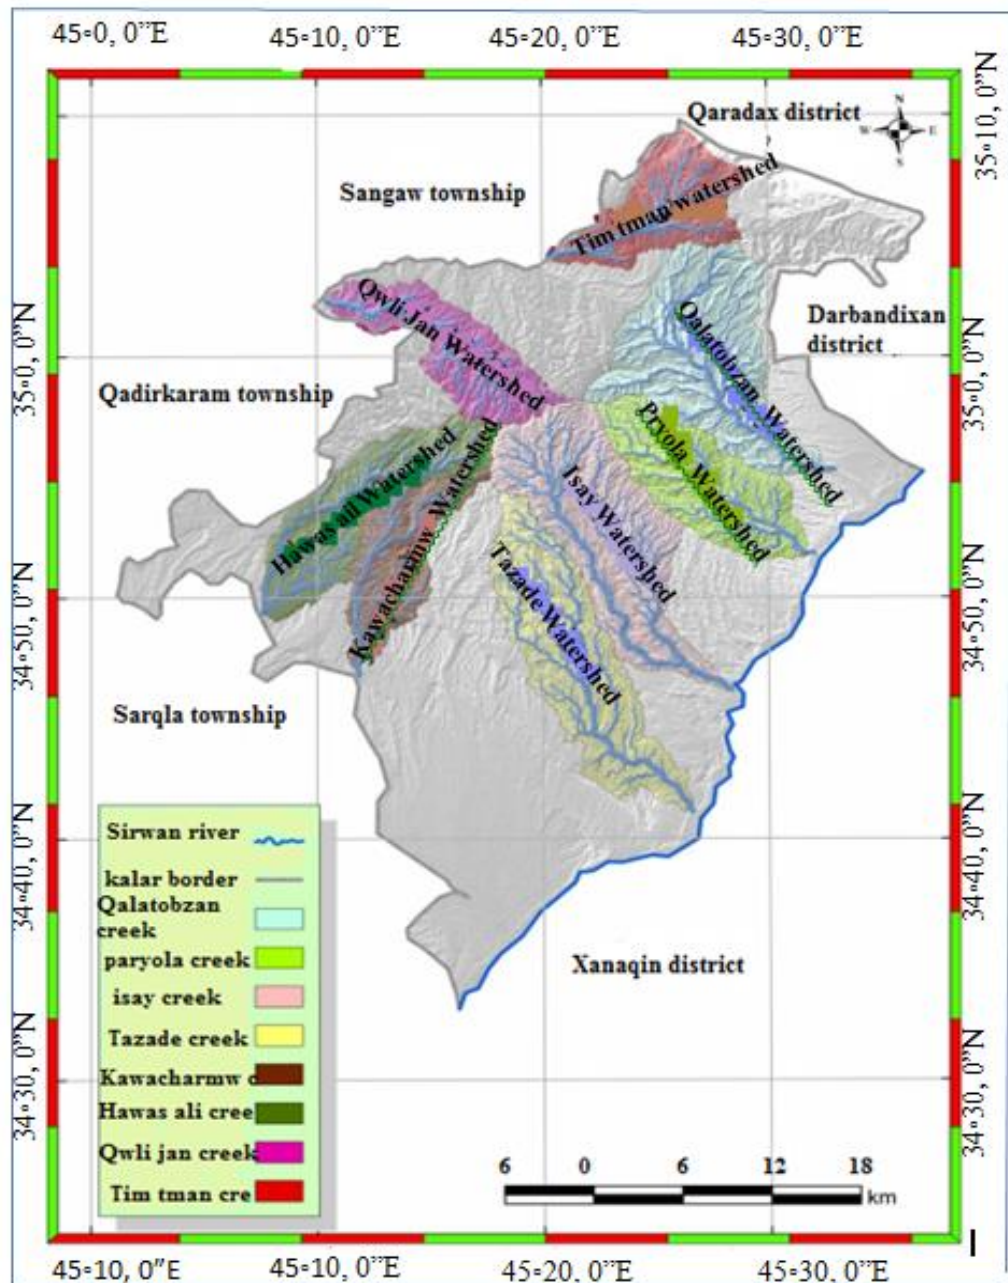 45◦0, 0”E 45◦10, 0”E 45◦20, 0”E 45◦30, 0”E
Qaradax district
N
W E
S
35◦10, 0”N
Sangaw township
Tim tman watershed
Qwli Jan Watershed
Qalatobzan Watershed
Darbandixan
district
35◦0, 0”N
35◦0, 0”N
Qadirkaram township
Pryola Watershed
Hawas ali Watershed
Kawacharmw Watershed
Isay Watershed
Tazade Watershed
34◦50, 0”N
34◦50, 0”N
Sarqla township
34◦40, 0”N
34◦40, 0”N
Sirwan river
kalar border
Qalatobzan
creek
paryola creek
isay creek
Tazade creek
Kawacharmw c
Hawas ali cree
Qwli jan creek
Tim tman cre
Xanaqin district
34◦30, 0”N
34◦30, 0”N
6 0 6 12 18
km
45◦10, 0”E 45◦10, 0”E 45◦20, 0”E 45◦30, 0”E